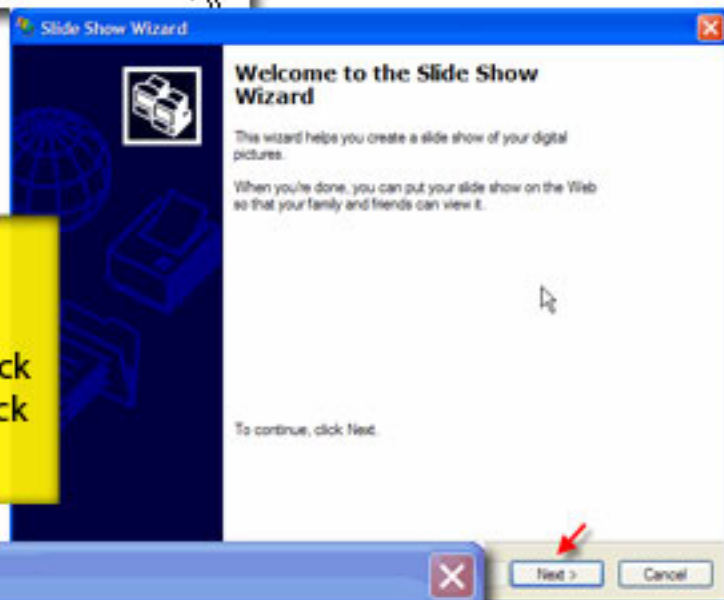 Slide Show Wizard
Welcome to the Slide Show
Wizard
This wizard helps you create a slide show of your digital
pictures.
When you're done, you can put your slide show on the Web
so that your family and friends can view it.
To continue, click Next.
Next >
Cancel